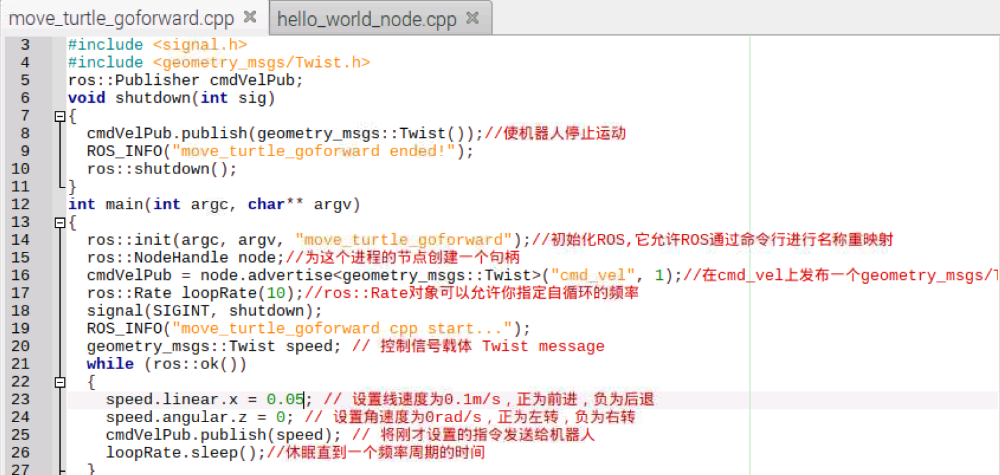 move_turtle_goforward.cpp ✖ hello_world_node.cpp ✖
3 #include <signal.h>
4 #include <geometry_msgs/Twist.h>
5 ros::Publisher cmdVelPub;
6 void shutdown(int sig)
7 {
8 cmdVelPub.publish(geometry_msgs::Twist());//使机器人停止运动
9 ROS_INFO("move_turtle_goforward ended!");
10 ros::shutdown();
11 }
12 int main(int argc, char** argv)
13 {
14 ros::init(argc, argv, "move_turtle_goforward");//初始化ROS,它允许ROS通过命令行进行名称重映射
15 ros::NodeHandle node;//为这个进程的节点创建一个句柄
16 cmdVelPub = node.advertise<geometry_msgs::Twist>("cmd_vel", 1);//在cmd_vel上发布一个geometry_msgs/T
17 ros::Rate loopRate(10);//ros::Rate对象可以允许你指定自循环的频率
18 signal(SIGINT, shutdown);
19 ROS_INFO("move_turtle_goforward cpp start...");
20 geometry_msgs::Twist speed; // 控制信号载体 Twist message
21 while (ros::ok())
22 {
23 speed.linear.x = 0.05; // 设置线速度为0.1m/s，正为前进，负为后退
24 speed.angular.z = 0; // 设置角速度为0rad/s，正为左转，负为右转
25 cmdVelPub.publish(speed); // 将刚才设置的指令发送给机器人
26 loopRate.sleep();//休眠直到一个频率周期的时间
27 }